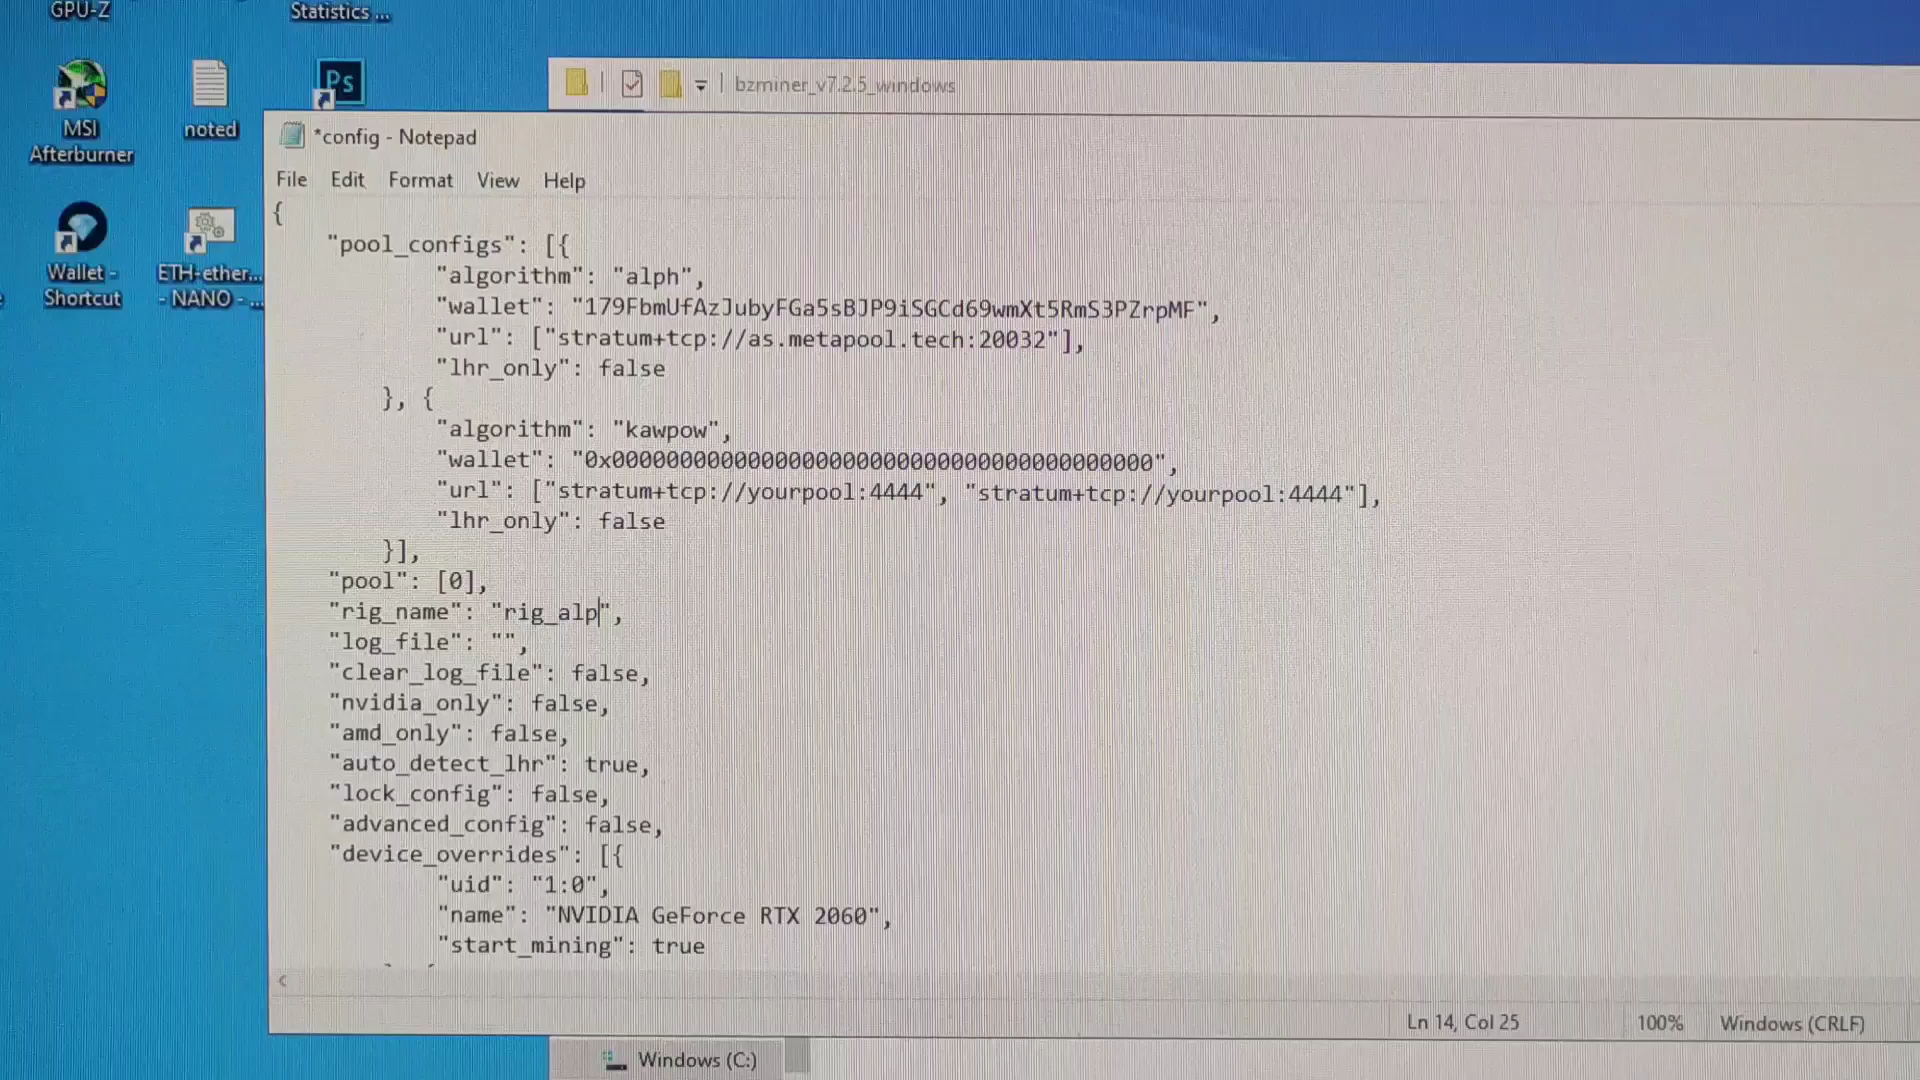 GPU-Z
Statistics ...
MSI
Afterburner
noted
Ps
Wallet -
Shortcut
ETH-ether...
- NANO - ...
bzminer_v7.2.5_windows
*config - Notepad
File Edit Format View Help
{
"pool_configs": [{
"algorithm": "alph",
"wallet": "179FbmUfAzJubyFGa5sBJP9iSGCd69wmXt5RmS3PZrpMF",
"url": ["stratum+tcp://as.metapool.tech:20032"],
"lhr_only": false
}, {
"algorithm": "kawpow",
"wallet": "0x0000000000000000000000000000000000000000",
"url": ["stratum+tcp://yourpool:4444", "stratum+tcp://yourpool:4444"],
"lhr_only": false
}],
"pool": [0],
"rig_name": "rig_alp",
"log_file": "",
"clear_log_file": false,
"nvidia_only": false,
"amd_only": false,
"auto_detect_lhr": true,
"lock_config": false,
"advanced_config": false,
"device_overrides": [{
"uid": "1:0",
"name": "NVIDIA GeForce RTX 2060",
"start_mining": true
Ln 14, Col 25
100%
Windows (CRLF)
Windows (C:)